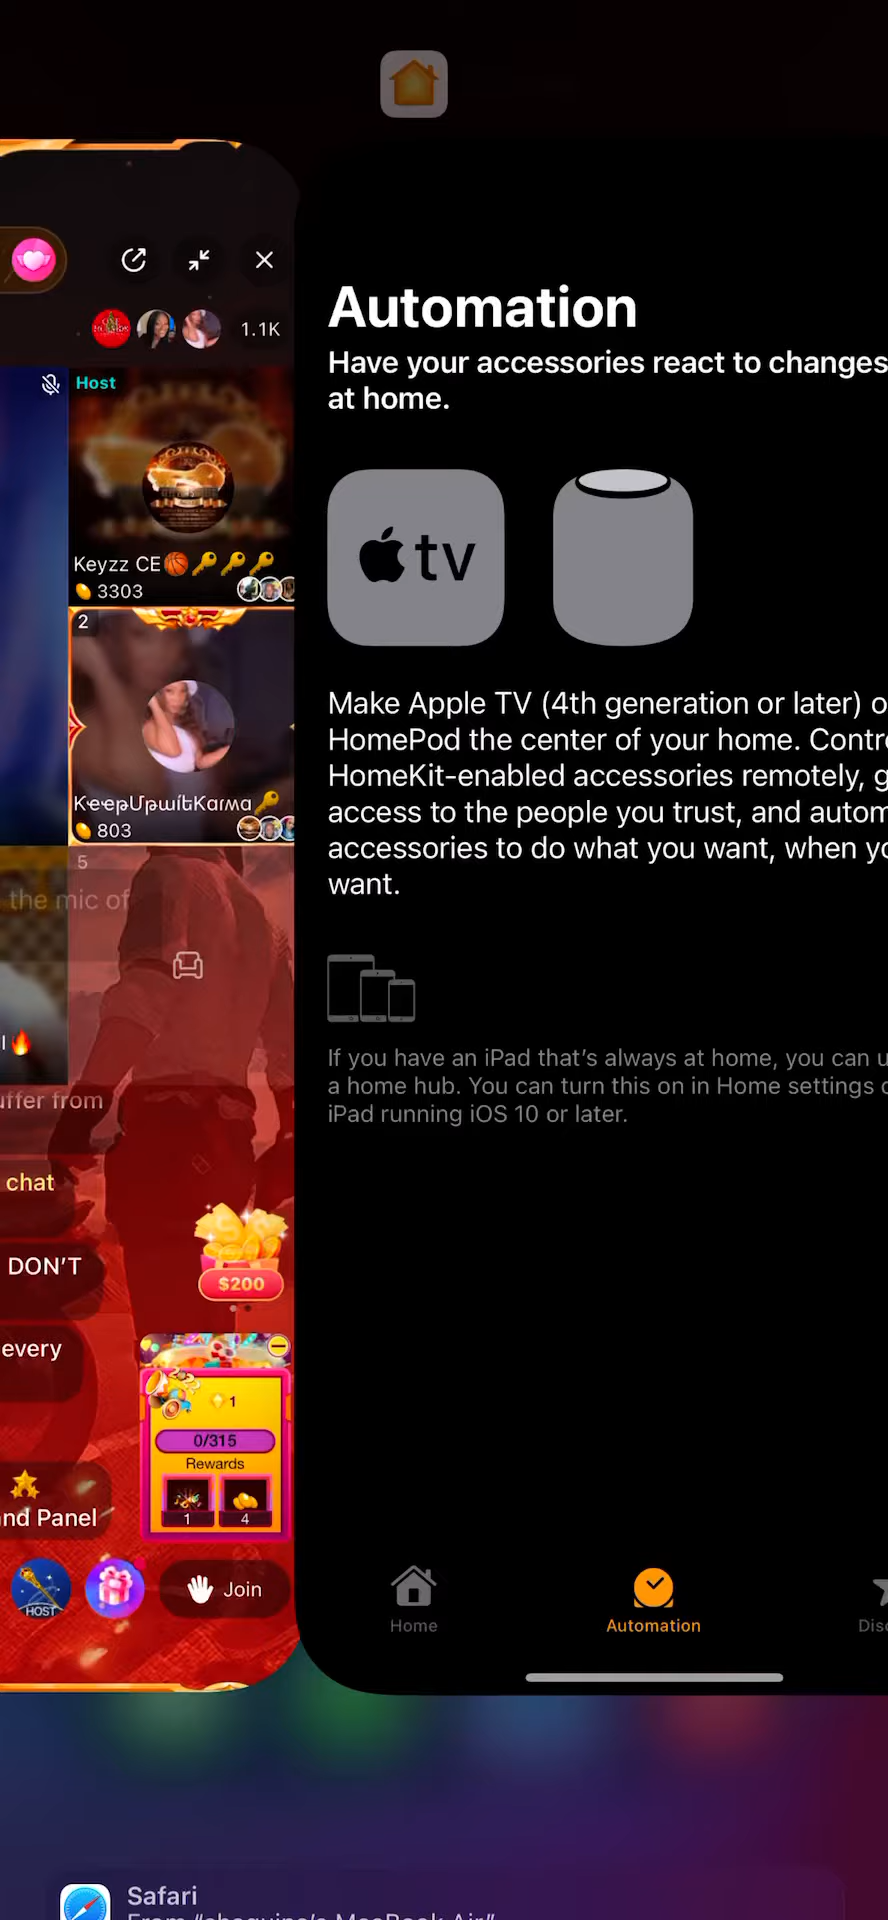 1.1K
Host
Keyzz CE
3303
2
803
5
the mic of
uffer from
chat
DON'T
every
$200
1
0/315
Rewards
1
4
nd Panel
HOST
Join
Automation
Have your accessories react to changes
at home.
tv
Make Apple TV (4th generation or later) o
HomePod the center of your home. Contr
HomeKit-enabled accessories remotely, g
access to the people you trust, and autom
accessories to do what you want, when yo
want.
If you have an iPad that's always at home, you can u
a home hub. You can turn this on in Home settings o
iPad running iOS 10 or later.
Home
Automation
Disc
Safari